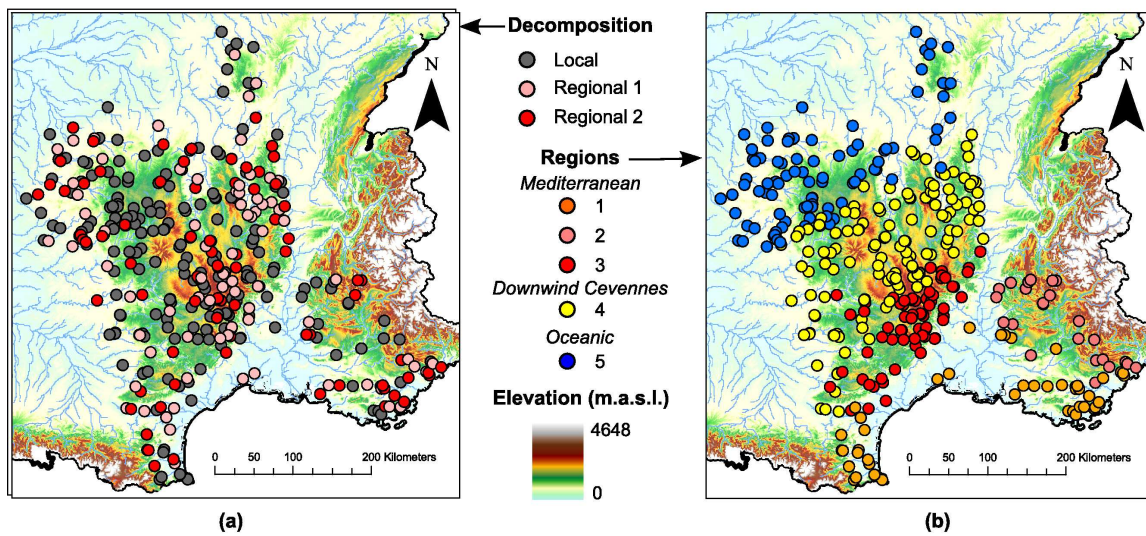 N
0 50 100 200 Kilometers
(a)
Decomposition
Local
Regional 1
Regional 2
Regions
Mediterranean
1
2
3
Downwind Cevennes
4
Oceanic
5
Elevation (m.a.s.l.)
4648
0
N
0 50 100 200 Kilometers
(b)